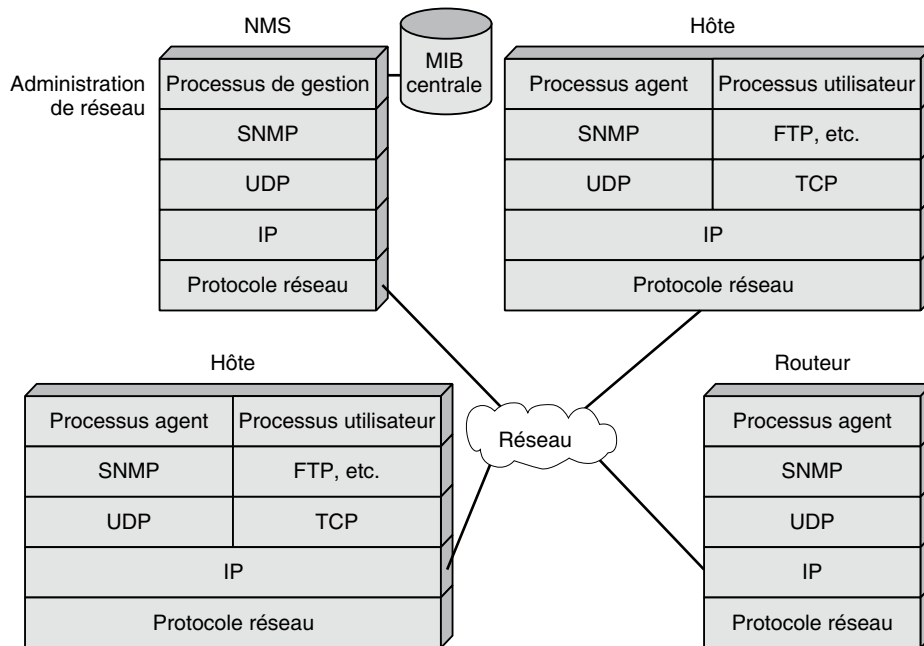 NMS
Administration
de réseau
Processus de gestion
SNMP
UDP
IP
Protocole réseau
MIB
centrale
Hôte
Processus agent
Processus utilisateur
SNMP
FTP, etc.
UDP
TCP
IP
Protocole réseau
Hôte
Processus agent
Processus utilisateur
SNMP
FTP, etc.
UDP
TCP
IP
Protocole réseau
Réseau
Routeur
Processus agent
SNMP
UDP
IP
Protocole réseau